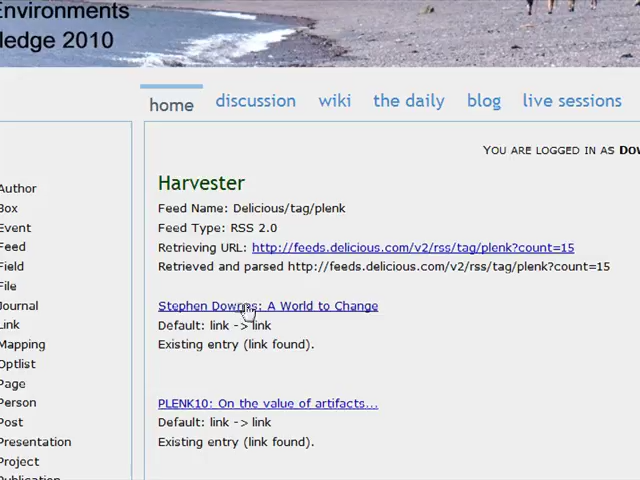 Environments
ledge 2010
home discussion wiki the daily blog live sessions
YOU ARE LOGGED IN AS
Harvester
Feed Name: Delicious/tag/plenk
Feed Type: RSS 2.0
Retrieving URL: http://feeds.delicious.com/v2/rss/tag/plenk?count=15
Retrieved and parsed http://feeds.delicious.com/v2/rss/tag/plenk?count=15
Stephen Downes: A World to Change
Default: link -> link
Existing entry (link found).
PLENK10: On the value of artifacts...
Default: link -> link
Existing entry (link found).
Author
Box
Event
Feed
Field
File
Journal
Link
Mapping
Optlist
Page
Person
Post
Presentation
Project